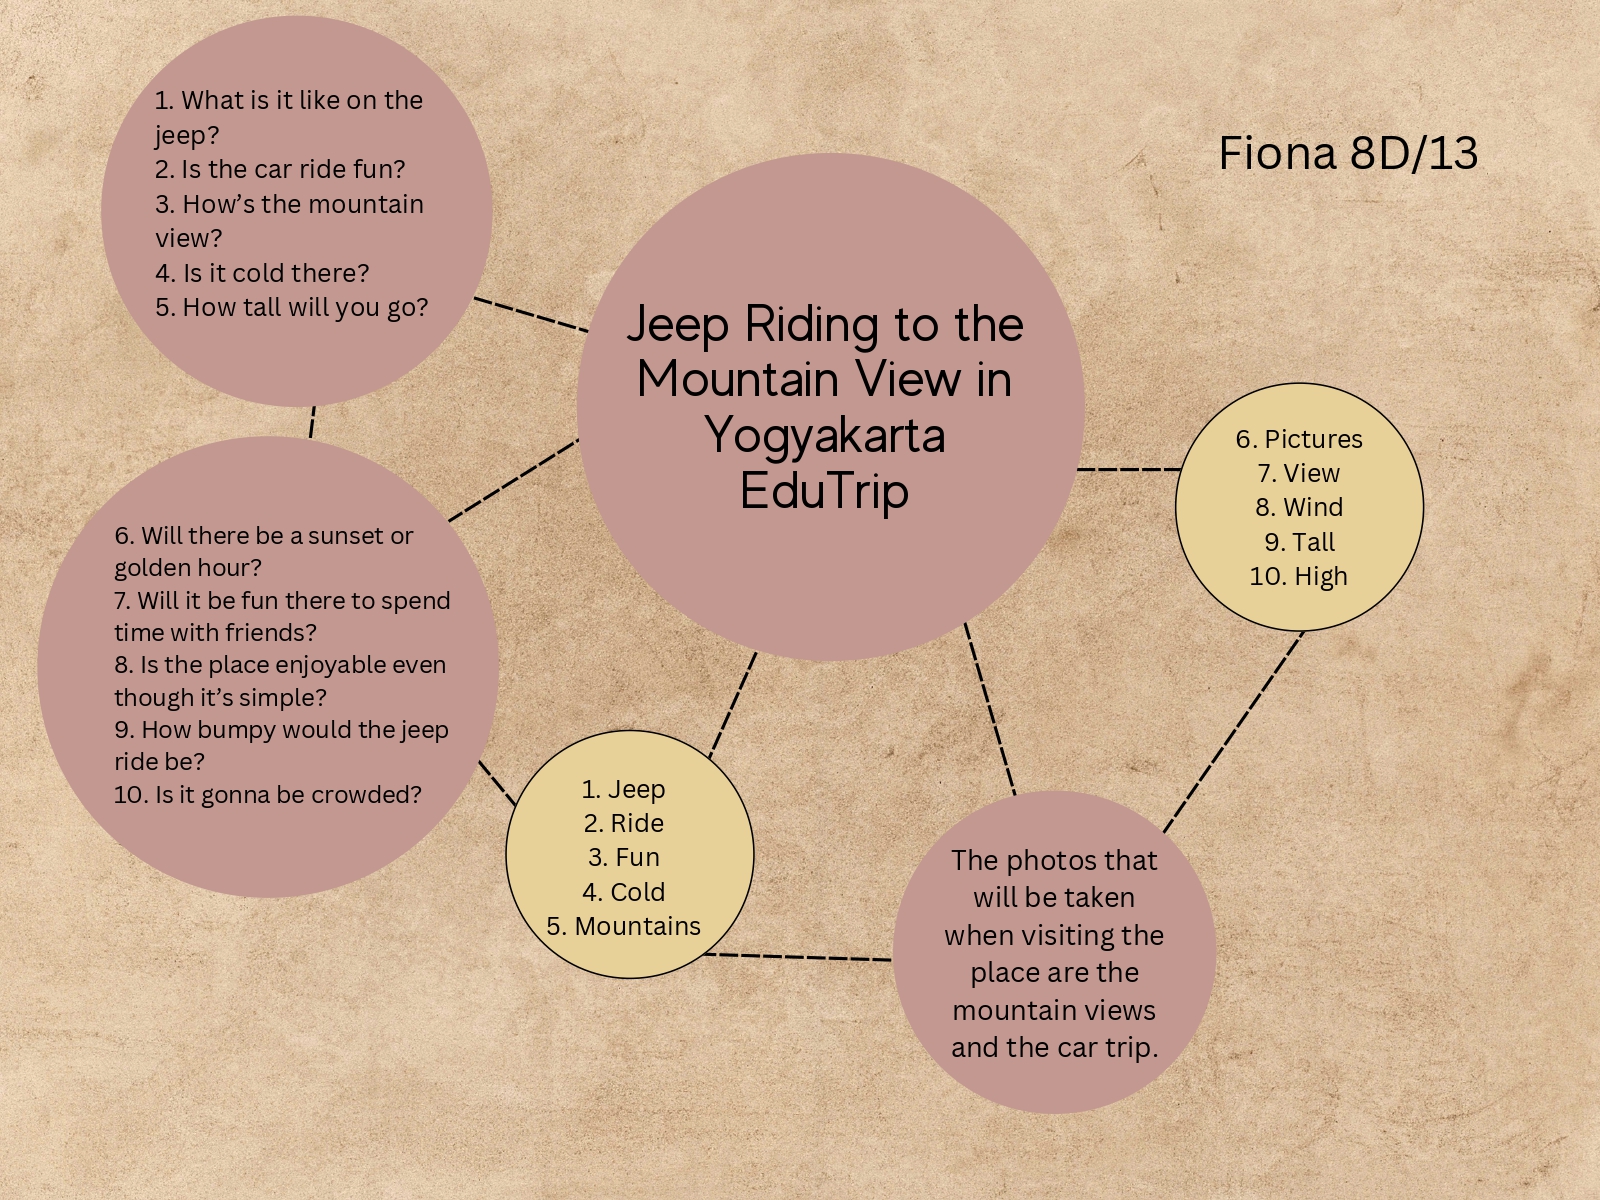 1. What is it like on the
jeep?
2. Is the car ride fun?
3. How’s the mountain
view?
4. Is it cold there?
5. How tall will you go?
Fiona 8D/13
Jeep Riding to the
Mountain View in
Yogyakarta
EduTrip
6. Pictures
7. View
8. Wind
9. Tall
10. High
6. Will there be a sunset or
golden hour?
7. Will it be fun there to spend
time with friends?
8. Is the place enjoyable even
though it’s simple?
9. How bumpy would the jeep
ride be?
10. Is it gonna be crowded?
1. Jeep
2. Ride
3. Fun
4. Cold
5. Mountains
The photos that
will be taken
when visiting the
place are the
mountain views
and the car trip.